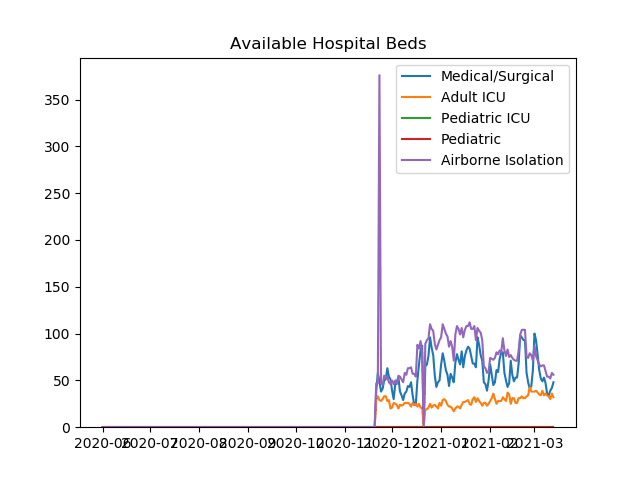 Available Hospital Beds
Medical/Surgical
Adult ICU
Pediatric ICU
Pediatric
Airborne Isolation
350
300
250
200
150
100
50
0
2020-06 2020-07 2020-08 2020-09 2020-10 2020-11 2020-12 2021-01 2021-02 2021-03